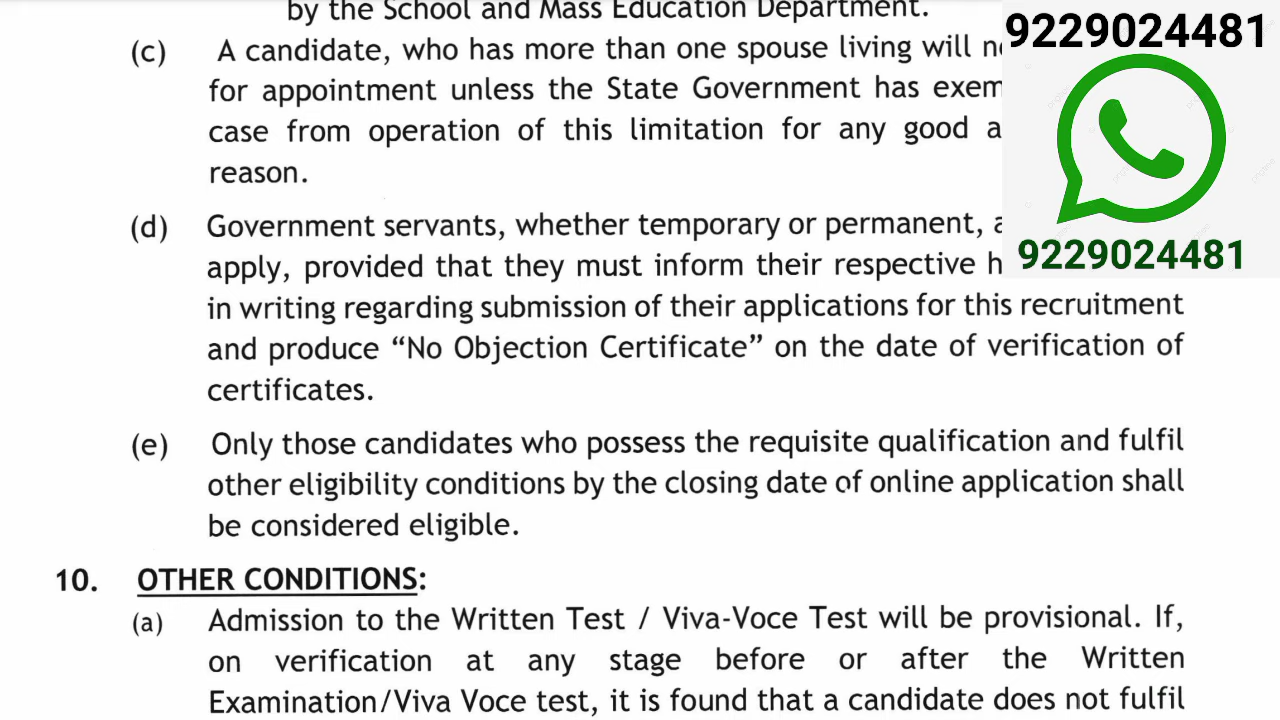 by the School and Mass Education Department.
(c) A candidate, who has more than one spouse living will
for appointment unless the State Government has
case from operation of this limitation for any good
reason.
(d) Government servants, whether temporary or permanent,
apply, provided that they must inform their respective
in writing regarding submission of their applications for this recruitment
and produce “No Objection Certificate” on the date of verification of
certificates.
(e) Only those candidates who possess the requisite qualification and fulfil
other eligibility conditions by the closing date of online application shall
be considered eligible.
10. OTHER CONDITIONS:
(a) Admission to the Written Test / Viva-Voce Test will be provisional. If,
on verification at any stage before or after the Written
Examination/Viva Voce test, it is found that a candidate does not fulfil
9229024481
9229024481